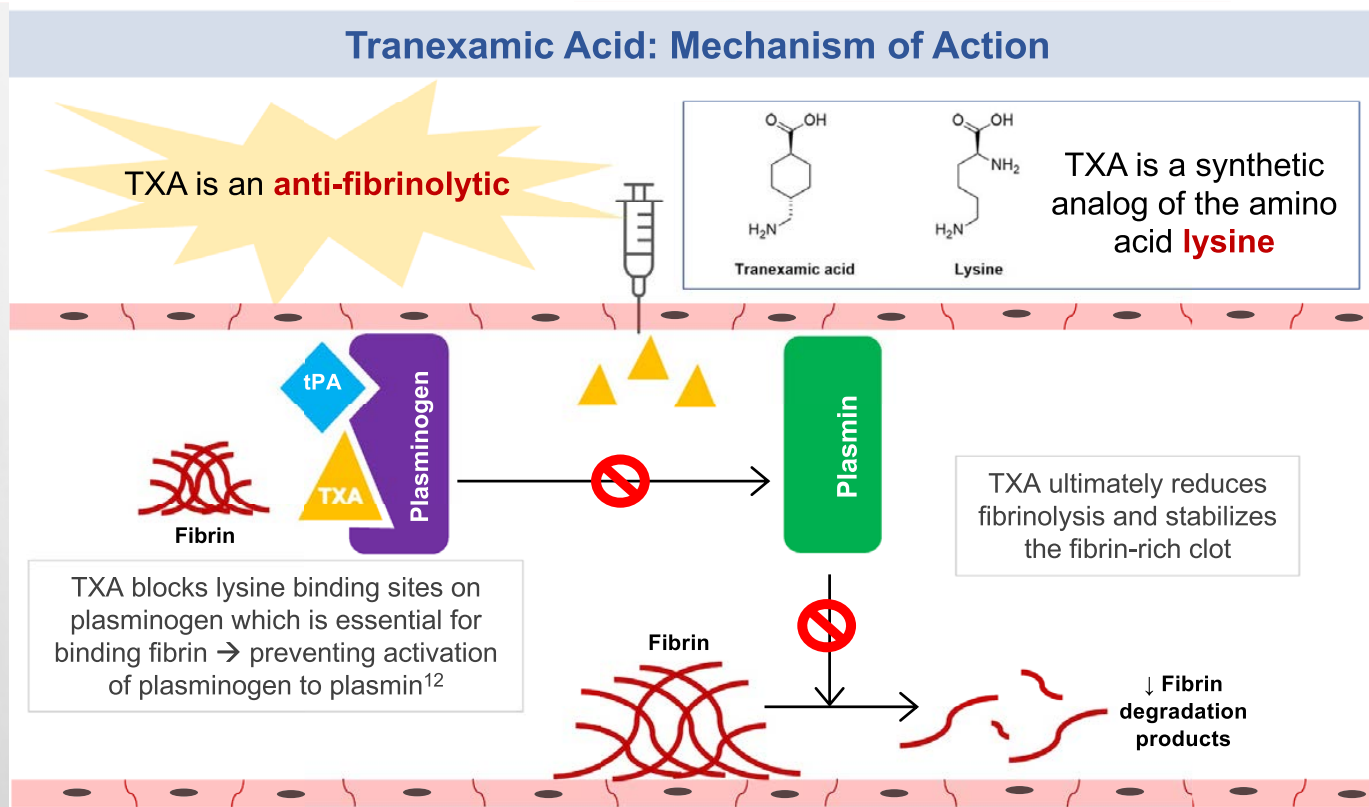 Tranexamic Acid: Mechanism of Action
TXA is an anti-fibrinolytic
O
OH
H₂N
Tranexamic acid
O
OH
NH₂
H₂N
Lysine
TXA is a synthetic
analog of the amino
acid lysine
tPA
TXA
Plasminogen
Fibrin
Plasmin
TXA blocks lysine binding sites on
plasminogen which is essential for
binding fibrin → preventing activation
of plasminogen to plasmin¹²
TXA ultimately reduces
fibrinolysis and stabilizes
the fibrin-rich clot
Fibrin
↓ Fibrin
degradation
products